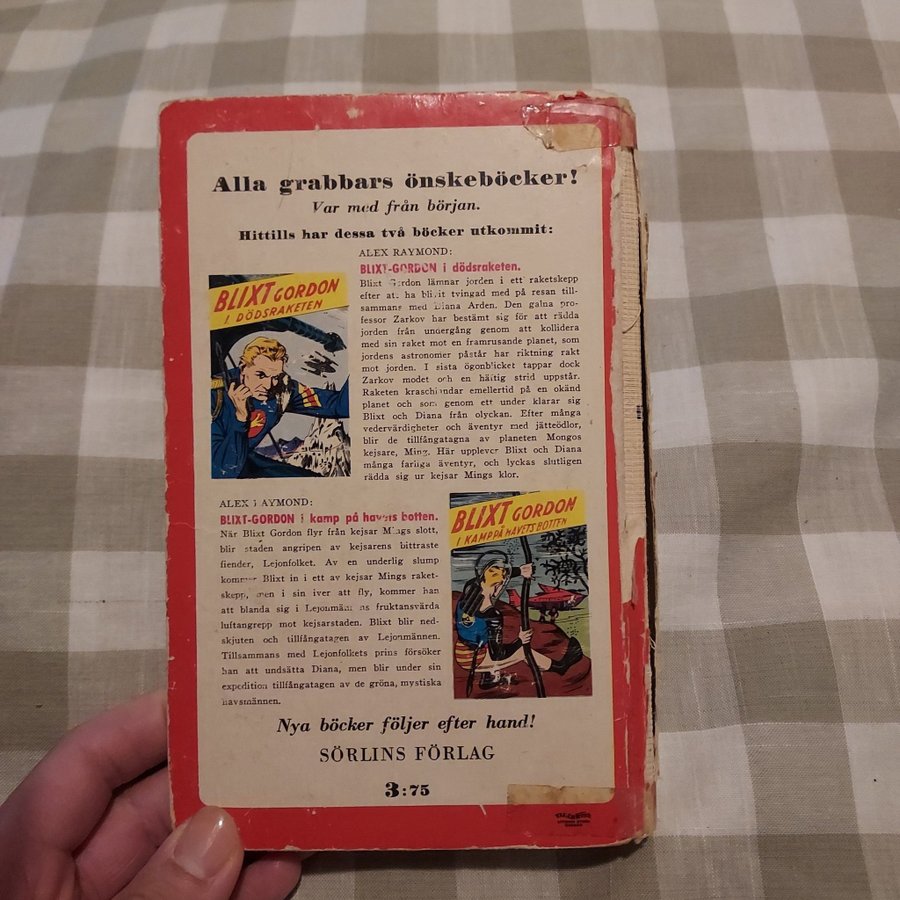 Alla grabbars önskeböcker!
Var med från början.
Hittills har dessa två böcker utkommit:
ALEX RAYMOND:
BLIXT-GORDON i dödsraketen.
Blixt Gordon lämnar jorden i ett raketskepp
efter att ha blivit tvingad med på resan till-
sammans med Diana Arden. Den galna pro-
fessor Zarkov har bestämt sig för att rädda
jorden från undergång genom att kollidera
med sin raket mot en framrusande planet, som
jordens astronomer påstår har riktning rakt
mot jorden. I sista ögonblicket tappar dock
Zarkov modet och en häftig strid uppstår.
Raketen kraschlandar emellertid på en okänd
planet och som genom ett under klarar sig
Blixt och Diana från olyckan. Efter många
vedervärdigheter och äventyr med jätteödlor,
blir de tillfångatagna av planeten Mongos
kejsare, Ming. Här upplever Blixt och Diana
många farliga äventyr, och lyckas slutligen
rädda sig ur kejsar Mings klor.
BLIXT GORDON
I DÖDSRAKETEN
ALEX RAYMOND:
BLIXT-GORDON i kamp på havets botten.
När Blixt Gordon flyr från kejsar Mings slott,
blir staden angripen av kejsarens bittraste
fiender, Lejonfolket. Av en underlig slump
kommer Blixt in i ett av kejsar Mings raket-
skepp, men i sin iver att fly, kommer han
att blanda sig i Lejonmännens fruktansvärda
luftangrepp mot kejsarstaden. Blixt blir ned-
skjuten och tillfångatagen av Lejonmännen.
Tillsammans med Lejonfolkets prins försöker
han att undsätta Diana, men blir under sin
expedition tillfångatagen av de gröna, mystiska
havsmännen.
BLIXT GORDON
I KAMP PÅ HAVETS BOTTEN
Nya böcker följer efter hand!
SÖRLINS FÖRLAG
3:75